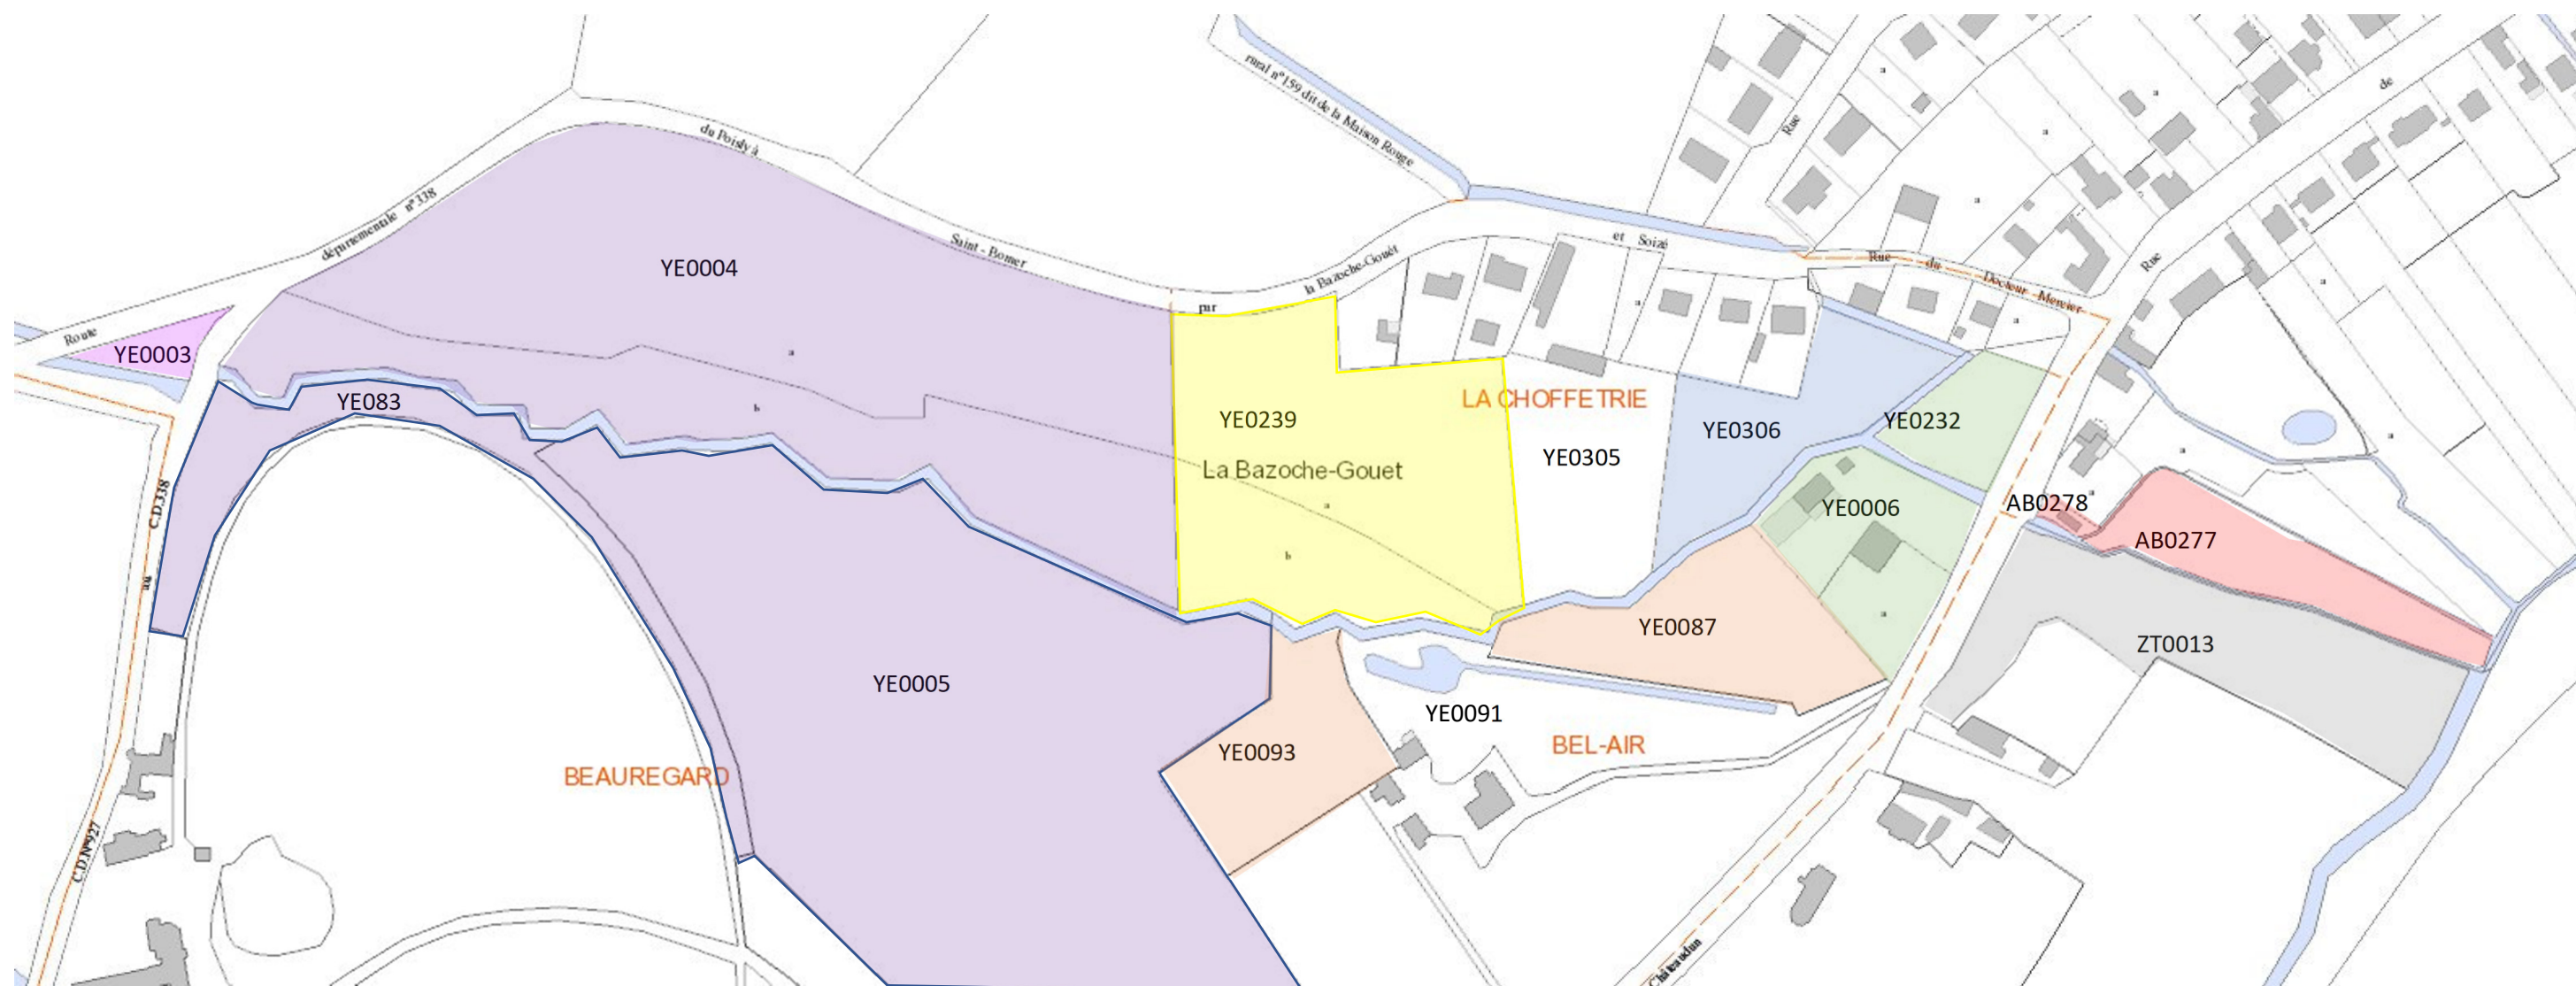 rural n°159 dit de la Maison Rouge
Rue
de
du Poisly à
départementale n°338
Saint - Bomer
et Soizé
la Bazoche-Gouët
par
Rue du Docteur - Mercier
Rue
Route
YE0003
YE0004
a
b
YE083
C.D.338
au
YE0239
La Bazoche-Gouet
a
b
LA CHOFFETRIE
YE0305
YE0306
YE0232
YE0006
a
AB0278
AB0277
ZT0013
YE0087
YE0005
YE0093
YE0091
BEL-AIR
BEAUREGARD
C.D.N°927
Châteaudun
a
a
a
a
a
a
a
a
a
a